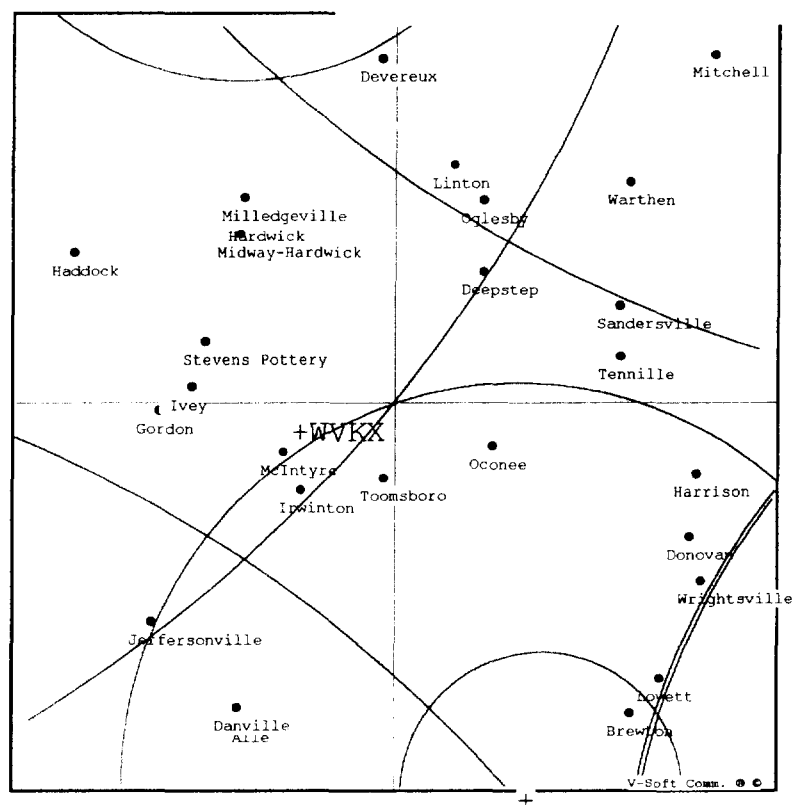 Devereux
Mitchell
Linton
Warthen
Milledgeville
Oglesby
Hardwick
Midway-Hardwick
Haddock
Deepstep
Sandersville
Stevens Pottery
Tennille
Ivey
Gordon
+WVKX
McIntyre
Oconee
Toomsboro
Harrison
Irwinton
Donovan
Wrightsville
Jeffersonville
Lovett
Danville
Brewton
V-Soft Comm. ® ©
+